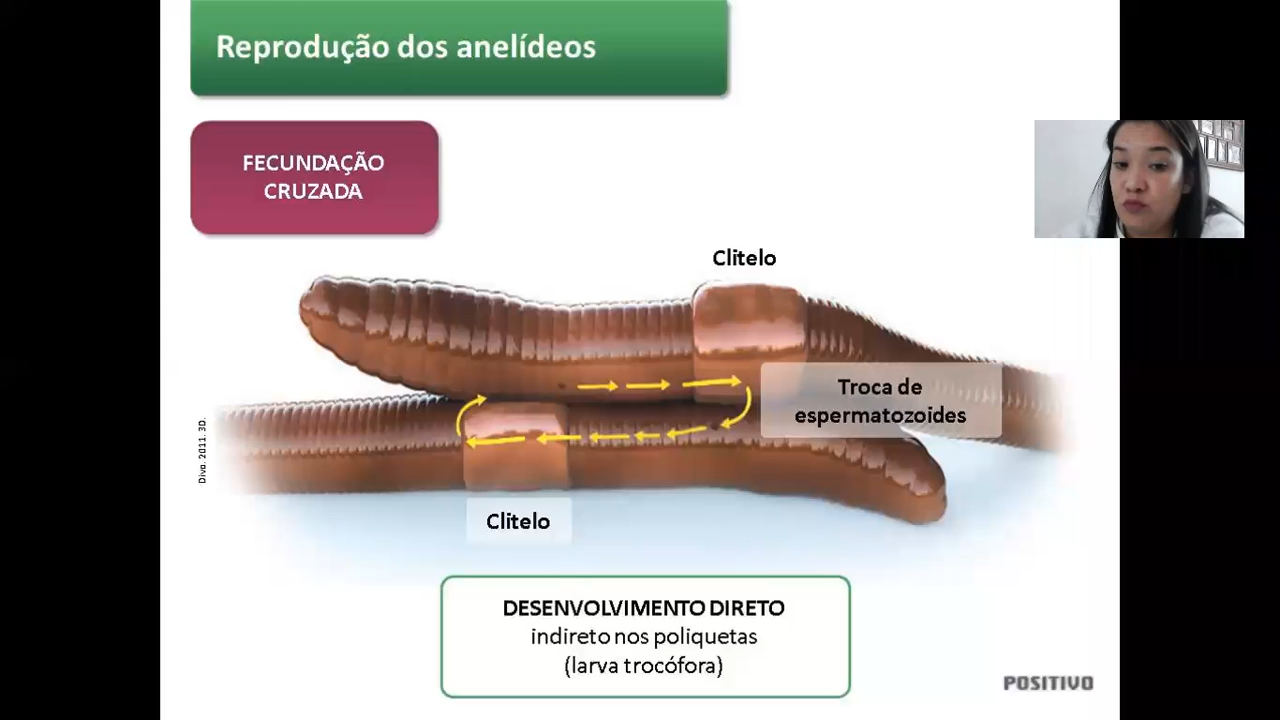 Reprodução dos anelídeos
FECUNDAÇÃO
CRUZADA
Clitelo
Troca de
espermatozoides
Divo. 2011. 3D.
Clitelo
DESENVOLVIMENTO DIRETO
indireto nos poliquetas
(larva trocófora)
POSITIVO